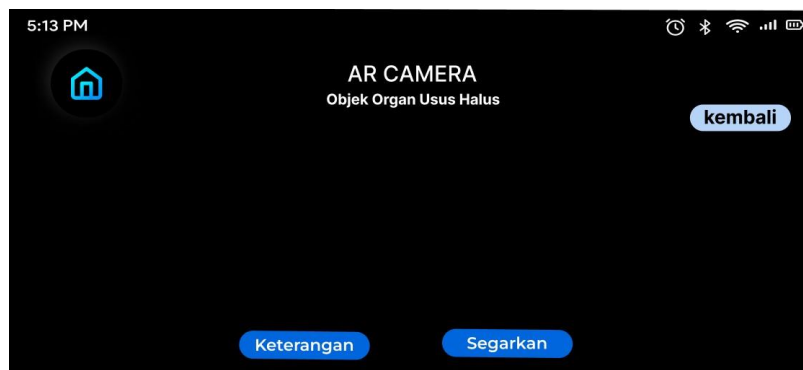 5:13 PM
AR CAMERA
Objek Organ Usus Halus
kembali
Keterangan
Segarkan